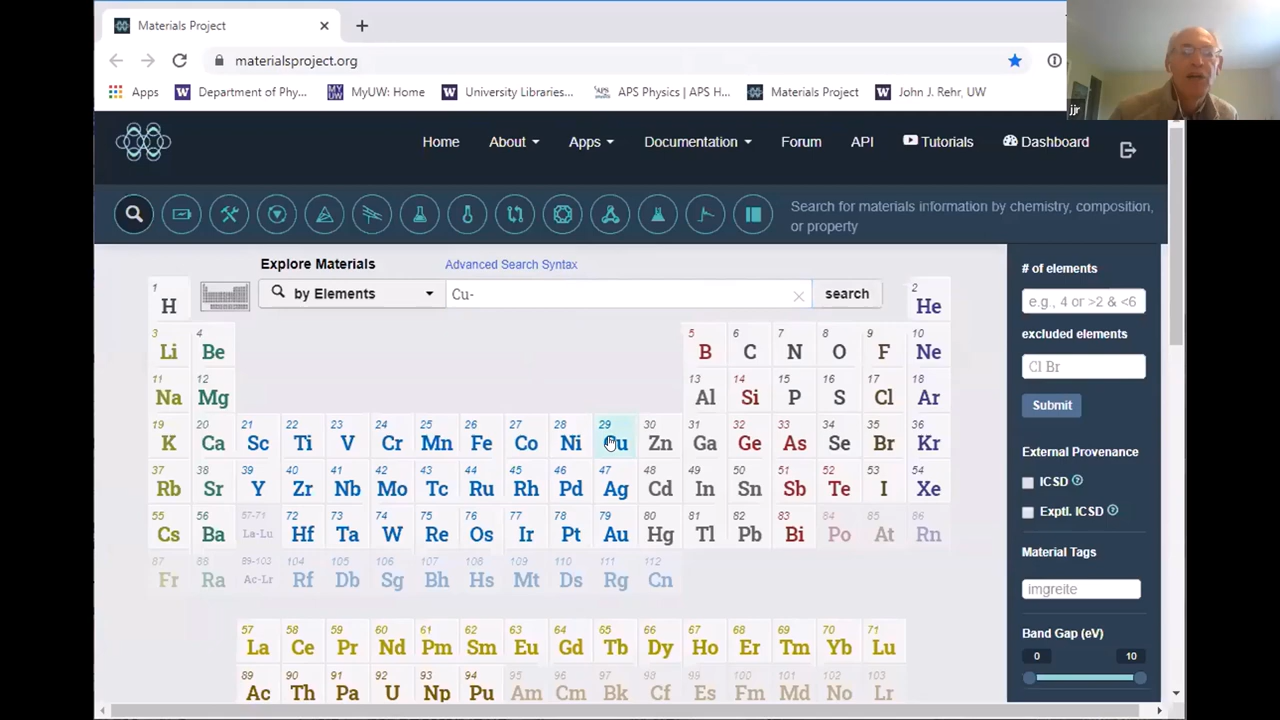 Materials Project
materialsproject.org
Apps
W Department of Phy...
MyUW: Home
W University Libraries...
APS Physics | APS H...
Materials Project
W John J. Rehr, UW
jjr
Home About Apps Documentation Forum API Tutorials Dashboard
Search for materials information by chemistry, composition,
or property
Explore Materials Advanced Search Syntax
by Elements Cu- search
1 H 2 He
3 Li 4 Be 5 B 6 C 7 N 8 O 9 F 10 Ne
11 Na 12 Mg 13 Al 14 Si 15 P 16 S 17 Cl 18 Ar
19 K 20 Ca 21 Sc 22 Ti 23 V 24 Cr 25 Mn 26 Fe 27 Co 28 Ni 29 Cu 30 Zn 31 Ga 32 Ge 33 As 34 Se 35 Br 36 Kr
37 Rb 38 Sr 39 Y 40 Zr 41 Nb 42 Mo 43 Tc 44 Ru 45 Rh 46 Pd 47 Ag 48 Cd 49 In 50 Sn 51 Sb 52 Te 53 I 54 Xe
55 Cs 56 Ba 57-71 La-Lu 72 Hf 73 Ta 74 W 75 Re 76 Os 77 Ir 78 Pt 79 Au 80 Hg 81 Tl 82 Pb 83 Bi 84 Po 85 At 86 Rn
87 Fr 88 Ra 89-103 Ac-Lr 104 Rf 105 Db 106 Sg 107 Bh 108 Hs 109 Mt 110 Ds 111 Rg 112 Cn
57 La 58 Ce 59 Pr 60 Nd 61 Pm 62 Sm 63 Eu 64 Gd 65 Tb 66 Dy 67 Ho 68 Er 69 Tm 70 Yb 71 Lu
89 Ac 90 Th 91 Pa 92 U 93 Np 94 Pu 95 Am 96 Cm 97 Bk 98 Cf 99 Es 100 Fm 101 Md 102 No 103 Lr
# of elements
e.g., 4 or >2 & <6
excluded elements
Cl Br
Submit
External Provenance
ICSD ?
Exptl. ICSD ?
Material Tags
imgreite
Band Gap (eV)
0 10